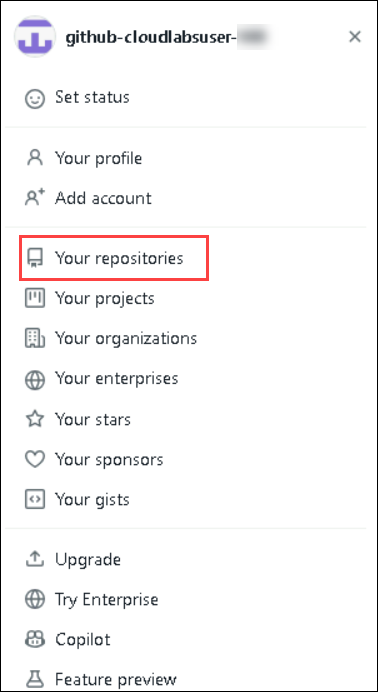 github-cloudlabsuser-
Set status
Your profile
Add account
Your repositories
Your projects
Your organizations
Your enterprises
Your stars
Your sponsors
Your gists
Upgrade
Try Enterprise
Copilot
Feature preview